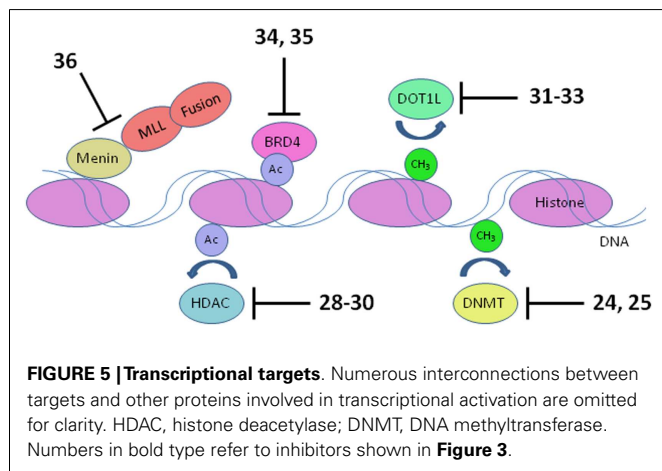 34, 35
36
Fusion
MLL
DOT1L
31-33
BRD4
Menin
Ac
CH₃
Histone
Ac
CH₃
DNA
HDAC
28-30
DNMT
24, 25
FIGURE 5 | Transcriptional targets. Numerous interconnections between
targets and other proteins involved in transcriptional activation are omitted
for clarity. HDAC, histone deacetylase; DNMT, DNA methyltransferase.
Numbers in bold type refer to inhibitors shown in Figure 3.